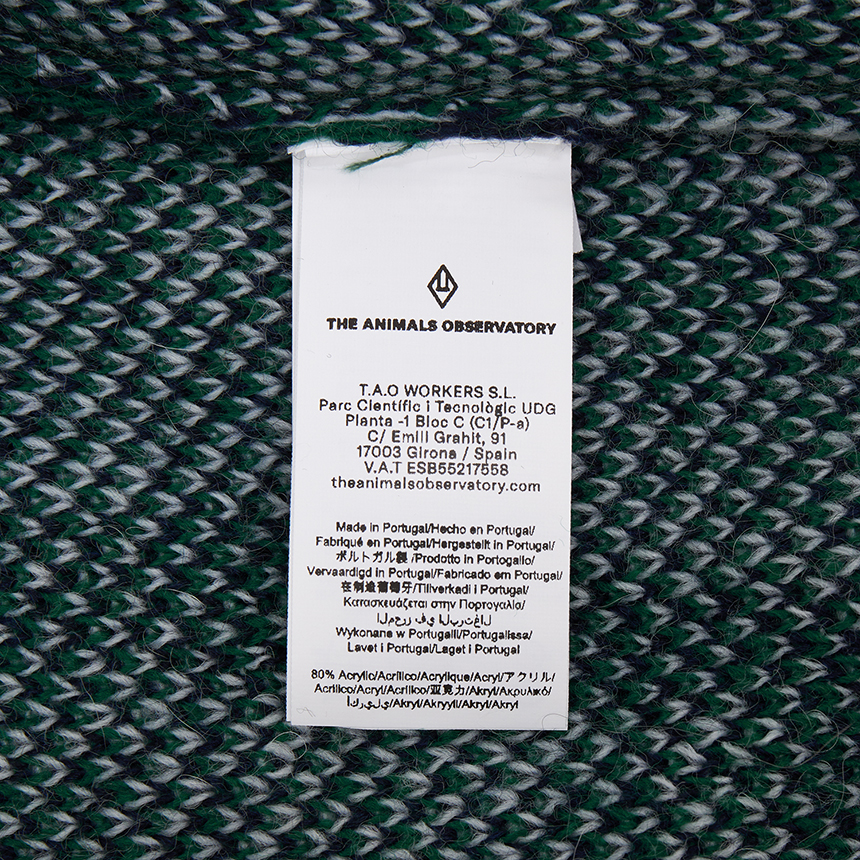 THE ANIMALS OBSERVATORY
T.A.O WORKERS S.L.
Parc Científic i Tecnològic UDG
Planta -1 Bloc C (C1/P-a)
C/ Emili Grahit, 91
17003 Girona / Spain
V.A.T ESB55217558
theanimalsobservatory.com
Made in Portugal/Hecho en Portugal/
Fabriqué en Portugal/Hergestellt in Portugal/
ポルトガル製 /Prodotto in Portogallo/
Vervaardigd in Portugal/Fabricado em Portugal/
在制造葡萄牙/Tillverkad i Portugal/
Κατασκευάζεται στην Πορτογαλία/
المحرز في البرتغال
Wykonane w Portugalii/Portugalissa/
Lavet i Portugal/Laget i Portugal
80% Acrylic/Acrílico/Acrylique/Acryl/アクリル/
Acrilico/Acryl/Acrílico/亚克力/Akryl/Ακρυλικό/
أكريلي/Akryl/Akryyli/Akryl/Akryl